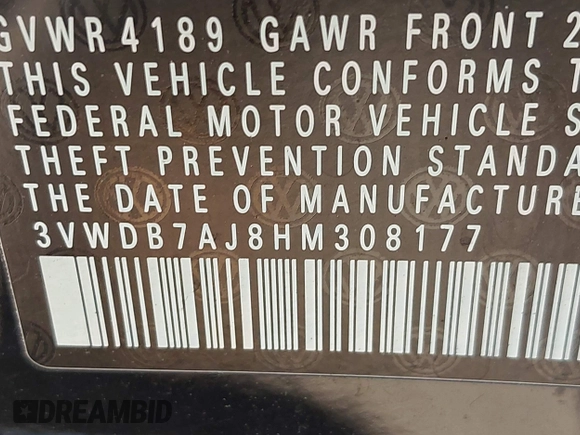 GVWR 4189 GAWR FRONT 2
THIS VEHICLE CONFORMS T
FEDERAL MOTOR VEHICLE S
THEFT PREVENTION STANDA
THE DATE OF MANUFACTURE
3VWDB7AJ8HM308177
DREAMBID